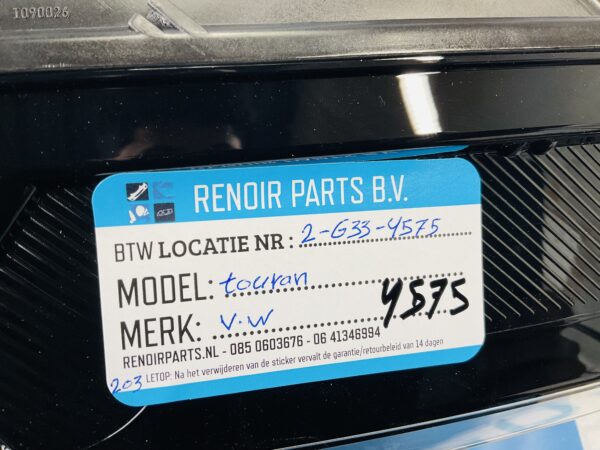 1090026
RENOIR PARTS B.V.
BTW LOCATIE NR : 2-G33-4575
MODEL: touran
4575
MERK: V.W
RENOIRPARTS.NL - 085 0603676 - 06 41346994
203 LETOP: Na het verwijderen van de sticker vervalt de garantie/retourbeleid van 14 dagen